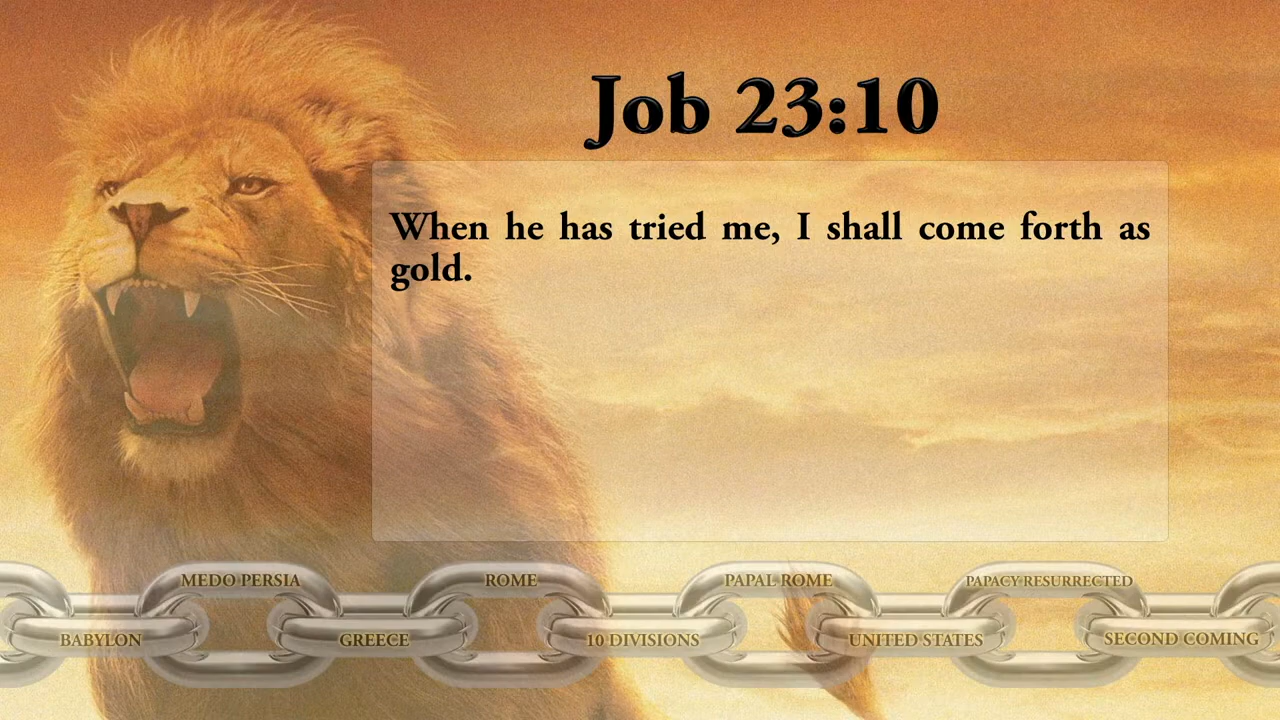 Job 23:10
When he has tried me, I shall come forth as
gold.
MEDO PERSIA
ROME
PAPAL ROME
PAPACY RESURRECTED
BABYLON
GREECE
10 DIVISIONS
UNITED STATES
SECOND COMING